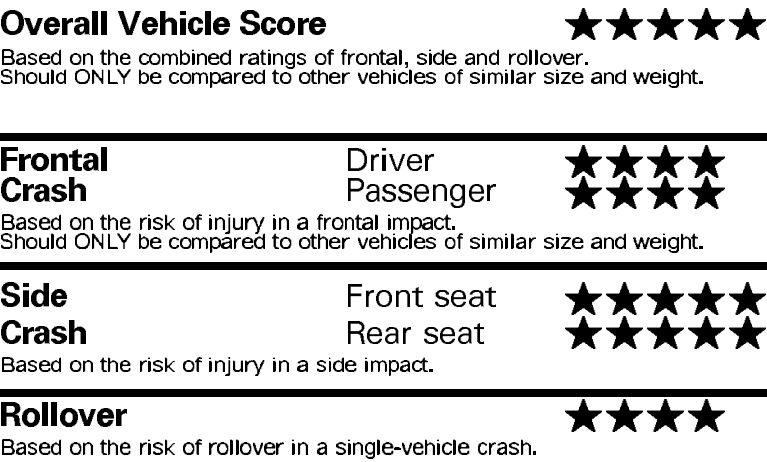 Overall Vehicle Score ★★★★★
Based on the combined ratings of frontal, side and rollover.
Should ONLY be compared to other vehicles of similar size and weight.
Frontal Driver ★★★★
Crash Passenger ★★★★
Based on the risk of injury in a frontal impact.
Should ONLY be compared to other vehicles of similar size and weight.
Side Front seat ★★★★★
Crash Rear seat ★★★★★
Based on the risk of injury in a side impact.
Rollover ★★★★
Based on the risk of rollover in a single-vehicle crash.